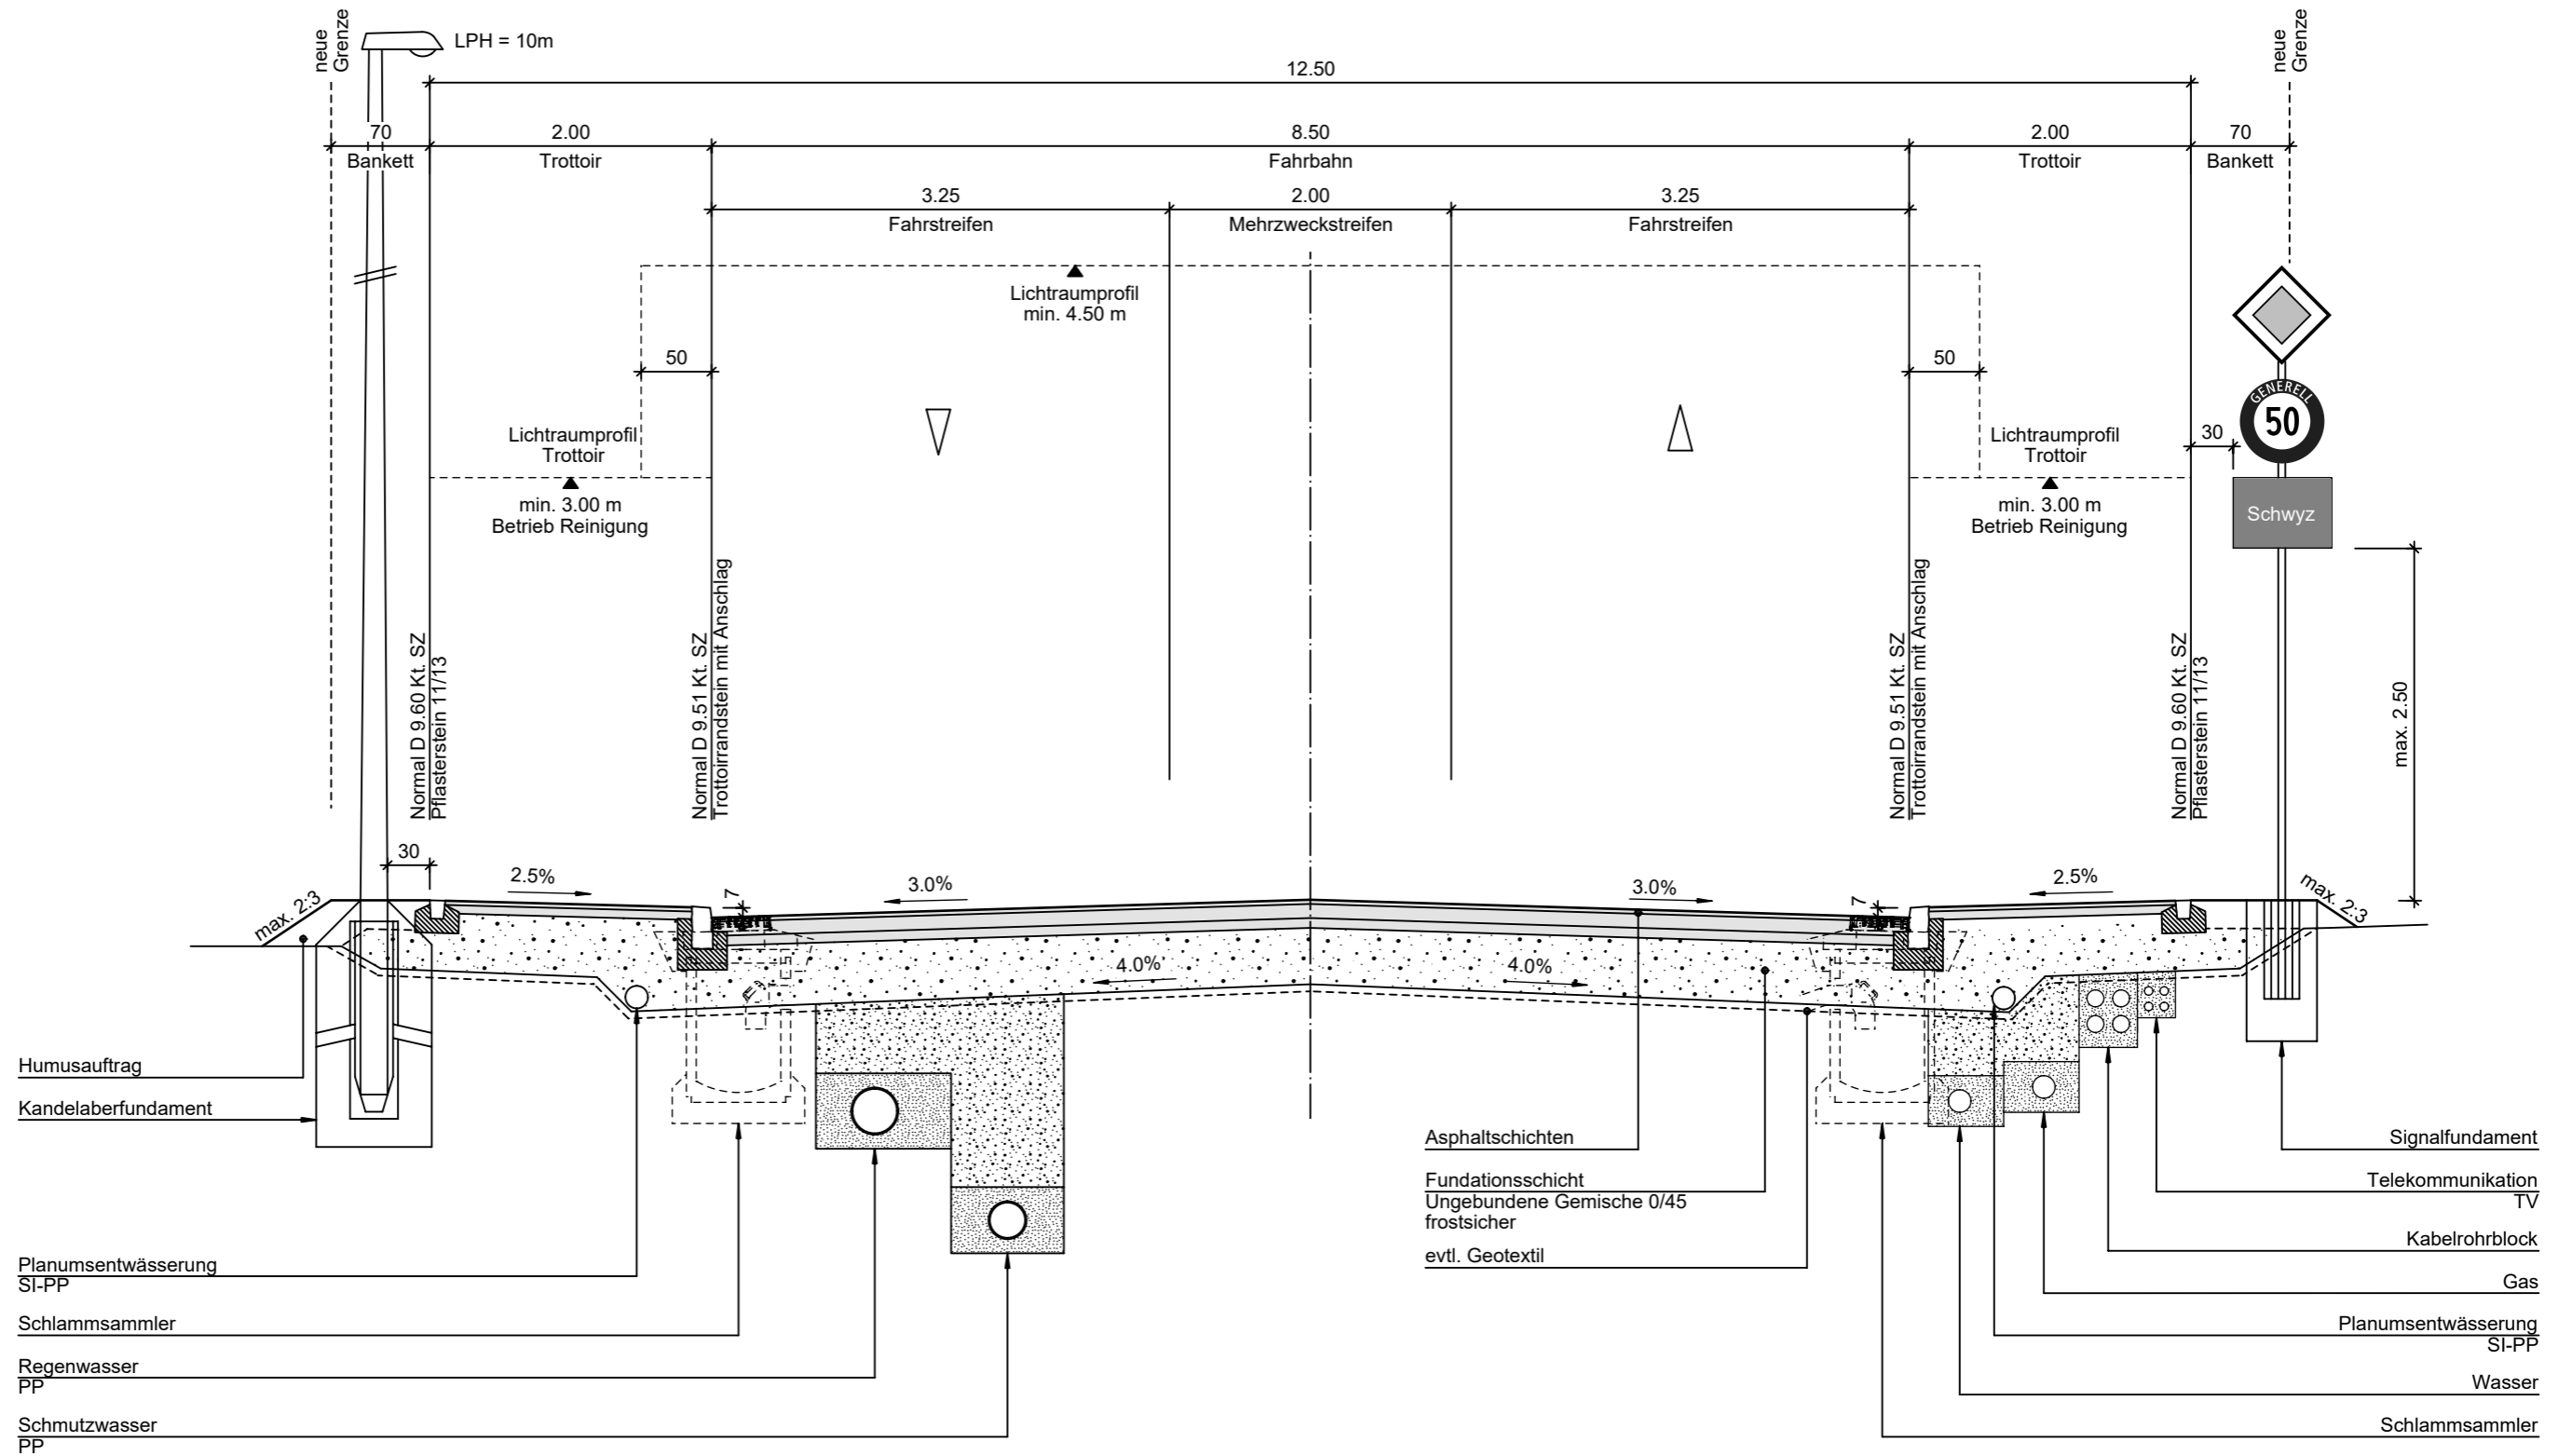 neue
Grenze
LPH = 10m
neue
Grenze
12.50
70
2.00
8.50
2.00
70
Bankett
Trottoir
Fahrbahn
Trottoir
Bankett
3.25
2.00
3.25
Fahrstreifen
Mehrzweckstreifen
Fahrstreifen
Lichtraumprofil
min. 4.50 m
50
50
GENERELL
50
Lichtraumprofil
Trottoir
min. 3.00 m
Betrieb Reinigung
Lichtraumprofil
Trottoir
min. 3.00 m
Betrieb Reinigung
30
Schwyz
Normal D 9.60 Kt. SZ
Pflasterstein 11/13
Normal D 9.51 Kt. SZ
Trottoirrandstein mit Anschlag
Normal D 9.51 Kt. SZ
Trottoirrandstein mit Anschlag
Normal D 9.60 Kt. SZ
Pflasterstein 11/13
max. 2.50
30
max. 2:3
2.5%
7
3.0%
3.0%
7
2.5%
max. 2:3
4.0%
4.0%
Humusauftrag
Kandelaberfundament
Planumsentwässerung
SI-PP
Schlammsammler
Regenwasser
PP
Schmutzwasser
PP
Asphaltschichten
Fundationsschicht
Ungebundene Gemische 0/45
frostsicher
evtl. Geotextil
Signalfundament
Telekommunikation
TV
Kabelrohrblock
Gas
Planumsentwässerung
SI-PP
Wasser
Schlammsammler